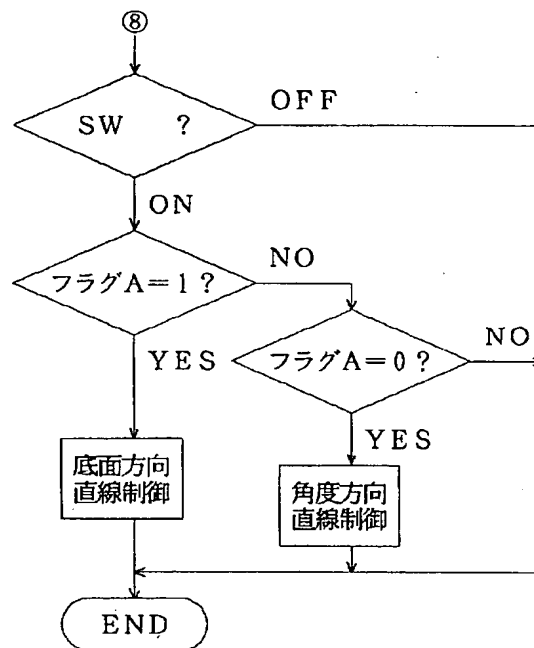 ⑧
SW ?
OFF
ON
フラグA=1?
NO
YES
フラグA=0?
NO
YES
底面方向
直線制御
角度方向
直線制御
END